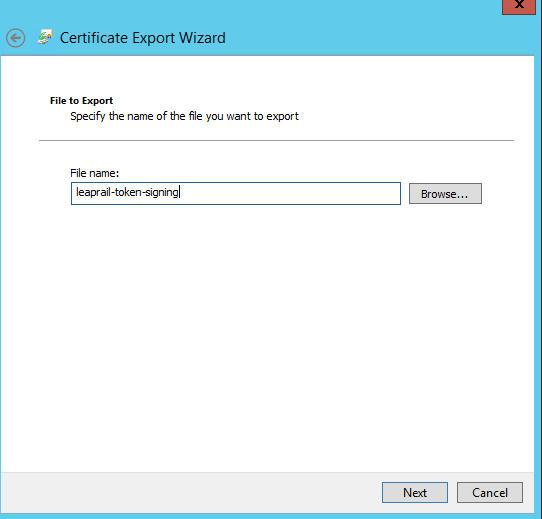 Certificate Export Wizard
File to Export
Specify the name of the file you want to export
File name:
leaprail-token-signing
Browse...
Next
Cancel